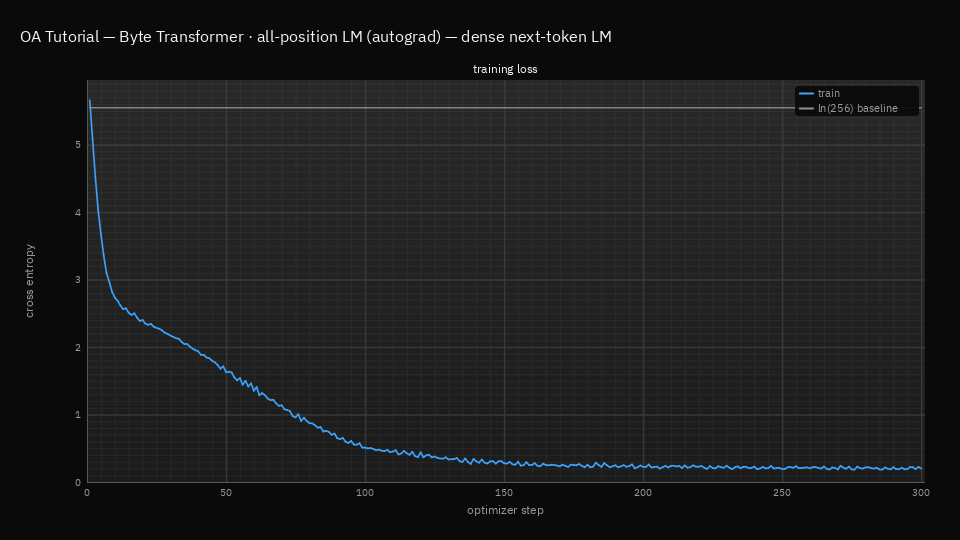 OA Tutorial — Byte Transformer · all-position LM (autograd) — dense next-token LM
training loss
train
ln(256) baseline
cross entropy
5
4
3
2
1
0
0 50 100 150 200 250 300
optimizer step